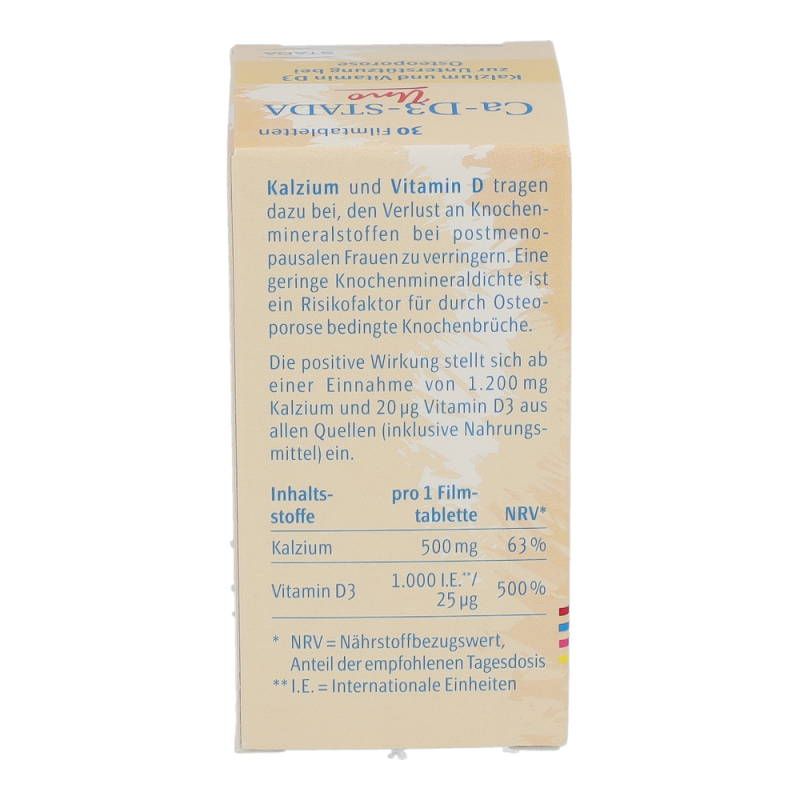 STADA
Kalzium und Vitamin D3
zur Unterstützung bei
Osteoporose
Ca-D3-STADA
Uno
30 Filmtabletten
Kalzium und Vitamin D tragen
dazu bei, den Verlust an Knochen-
mineralstoffen bei postmeno-
pausalen Frauen zu verringern. Eine
geringe Knochenmineraldichte ist
ein Risikofaktor für durch Osteo-
porose bedingte Knochenbrüche.
Die positive Wirkung stellt sich ab
einer Einnahme von 1.200 mg
Kalzium und 20 µg Vitamin D3 aus
allen Quellen (inklusive Nahrungs-
mittel) ein.
Inhalts- pro 1 Film-
stoffe tablette NRV*
Kalzium 500 mg 63 %
Vitamin D3 1.000 I.E.**/ 500 %
25 µg
* NRV = Nährstoffbezugswert,
Anteil der empfohlenen Tagesdosis
** I.E. = Internationale Einheiten